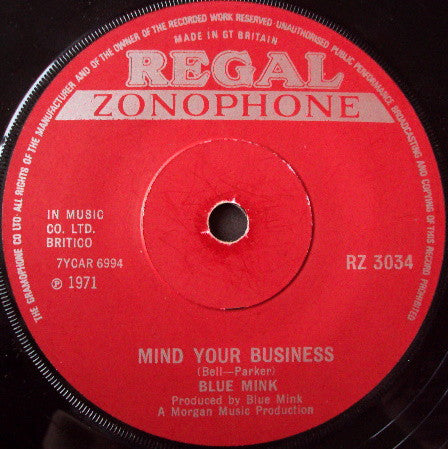 THE GRAMOPHONE CO LTD · ALL RIGHTS OF THE MANUFACTURER AND OF THE OWNER OF THE RECORDED WORK RESERVED · UNAUTHORISED PUBLIC PERFORMANCE BROADCASTING AND COPYING OF THIS RECORD PROHIBITED
MADE IN GT BRITAIN
REGAL
ZONOPHONE
IN MUSIC
CO. LTD.
BRITICO
7YCAR 6994
℗ 1971
RZ 3034
MIND YOUR BUSINESS
(Bell—Parker)
BLUE MINK
Produced by Blue Mink
A Morgan Music Production